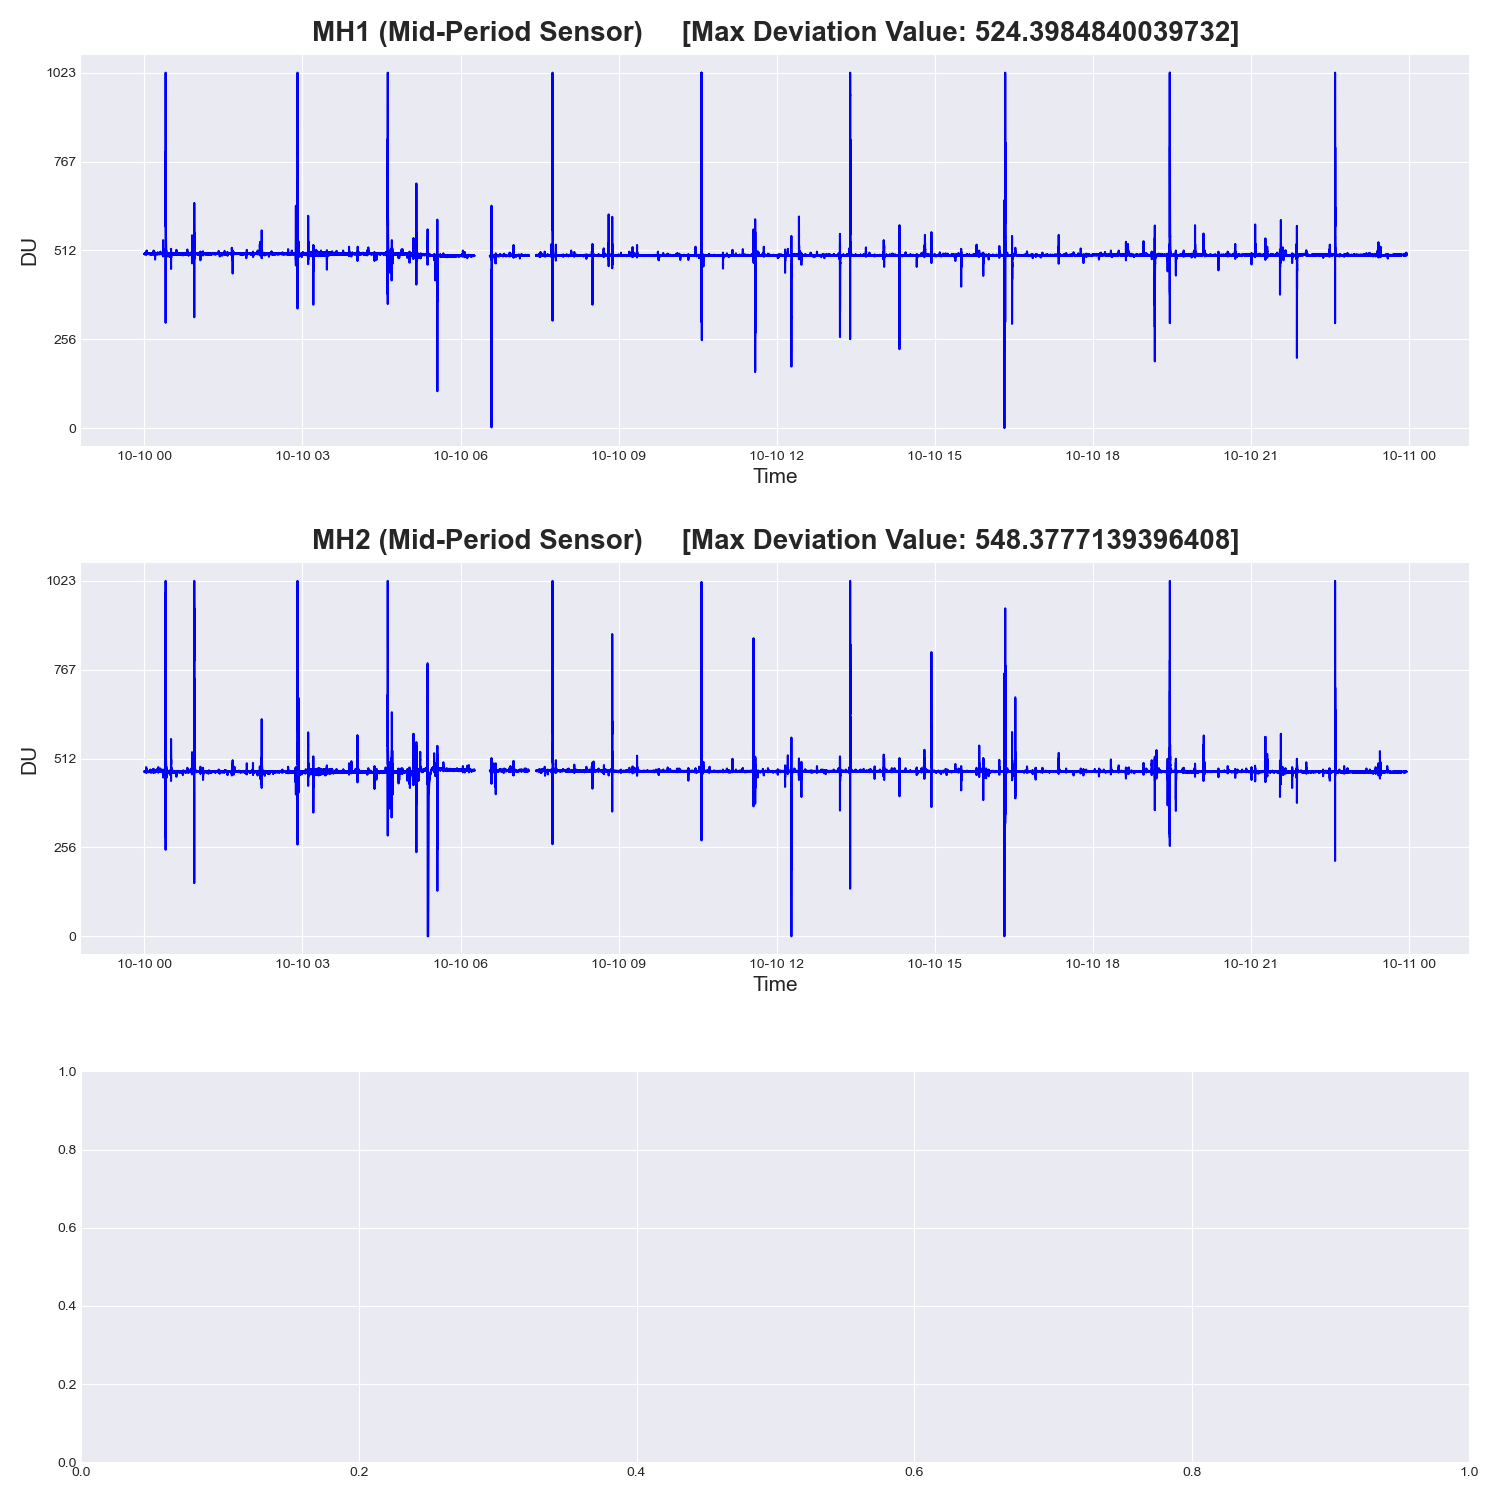 MH1 (Mid-Period Sensor) [Max Deviation Value: 524.3984840039732]
1023
767
512
256
0
DU
10-10 00 10-10 03 10-10 06 10-10 09 10-10 12 10-10 15 10-10 18 10-10 21 10-11 00
Time
MH2 (Mid-Period Sensor) [Max Deviation Value: 548.3777139396408]
1023
767
512
256
0
DU
10-10 00 10-10 03 10-10 06 10-10 09 10-10 12 10-10 15 10-10 18 10-10 21 10-11 00
Time
1.0
0.8
0.6
0.4
0.2
0.0
0.0 0.2 0.4 0.6 0.8 1.0